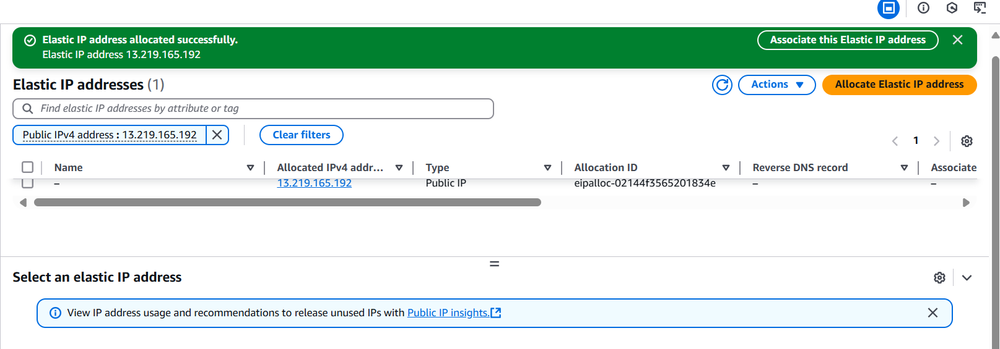 Elastic IP address allocated successfully.
Elastic IP address 13.219.165.192
Associate this Elastic IP address
Elastic IP addresses (1)
Actions
Allocate Elastic IP address
Find elastic IP addresses by attribute or tag
Public IPv4 address : 13.219.165.192
Clear filters
1
Name Allocated IPv4 addr... Type Allocation ID Reverse DNS record Associate
– 13.219.165.192 Public IP eipalloc-02144f3565201834e – –
Select an elastic IP address
View IP address usage and recommendations to release unused IPs with Public IP insights.